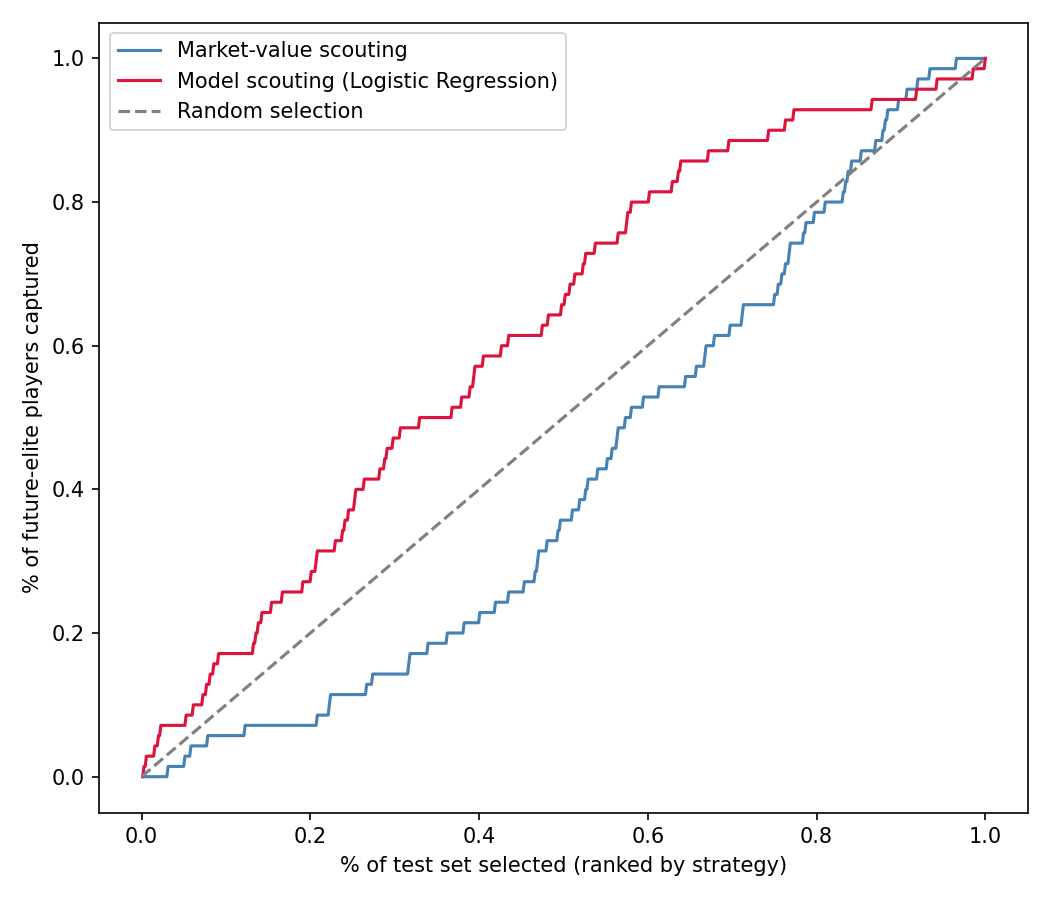 Market-value scouting
Model scouting (Logistic Regression)
Random selection
1.0
0.8
0.6
0.4
0.2
0.0
% of future-elite players captured
0.0 0.2 0.4 0.6 0.8 1.0
% of test set selected (ranked by strategy)